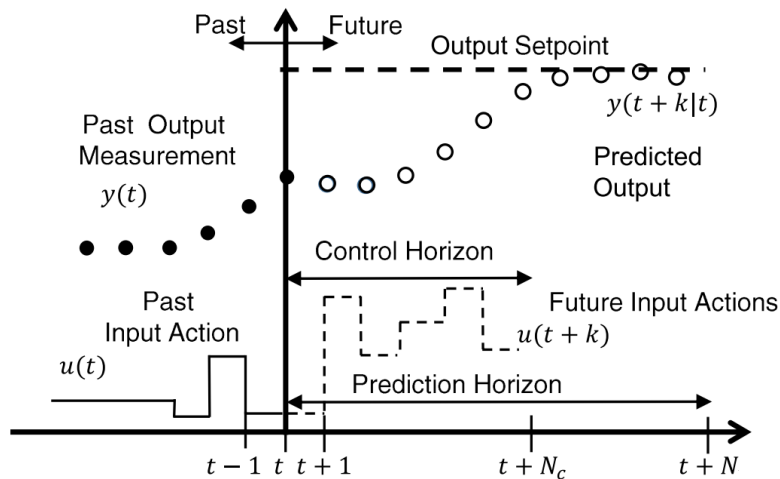 Past
Future
Output Setpoint
y(t + k|t)
Past Output
Measurement
y(t)
Predicted
Output
Control Horizon
Past
Input Action
Future Input Actions
u(t + k)
u(t)
Prediction Horizon
t − 1
t
t + 1
t + N_c
t + N